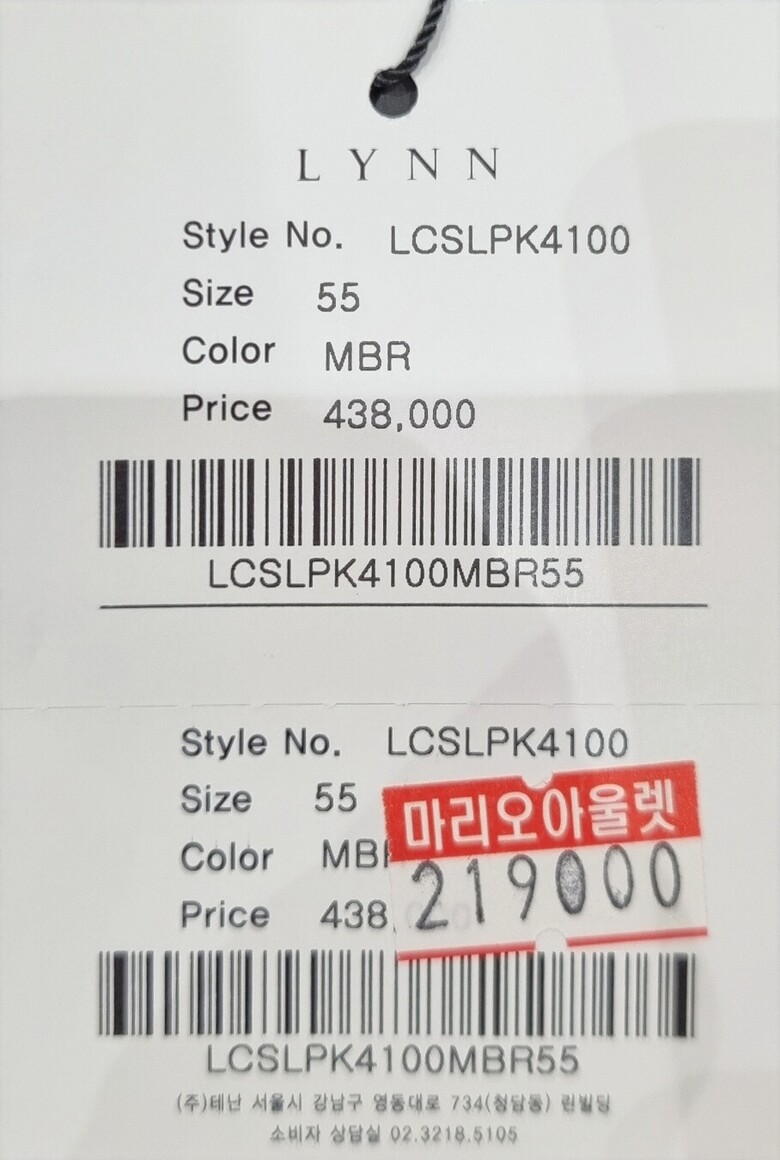 LYNN
Style No. LCSLPK4100
Size 55
Color MBR
Price 438,000
LCSLPK4100MBR55
Style No. LCSLPK4100
Size 55
마리오아울렛
Color MB
219000
Price 438
LCSLPK4100MBR55
(주)테난 서울시 강남구 영동대로 734(청담동) 린빌딩
소비자 상담실 02.3218.5105